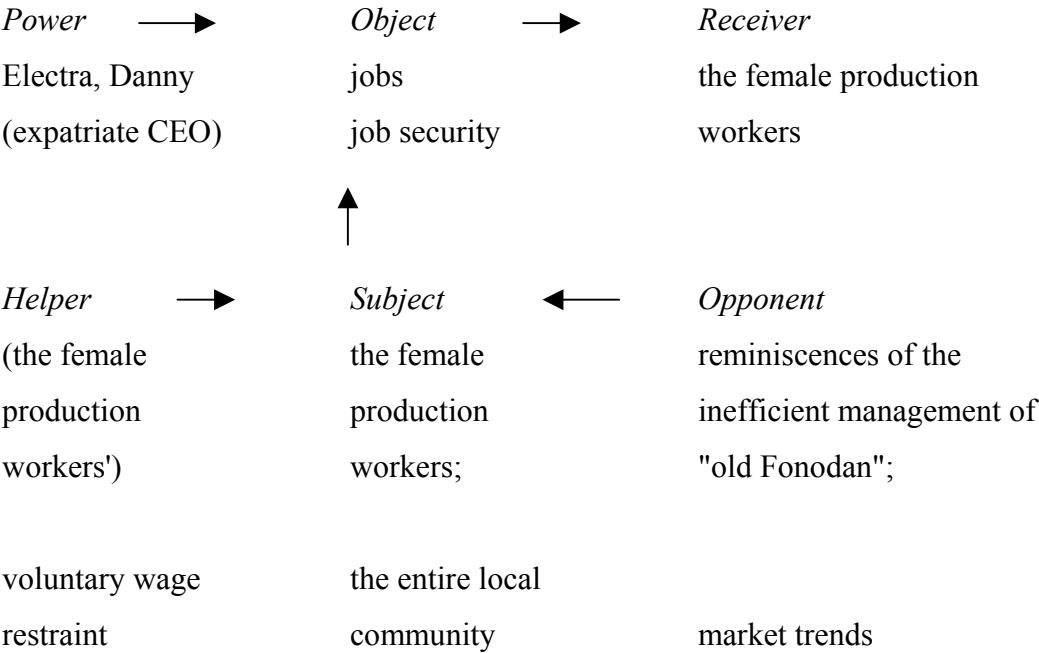 Power Object Receiver
Electra, Danny jobs the female production
(expatriate CEO) job security workers
Helper Subject Opponent
(the female the female reminiscences of the
production production inefficient management of
workers') workers; "old Fonodan";
voluntary wage the entire local
restraint community market trends